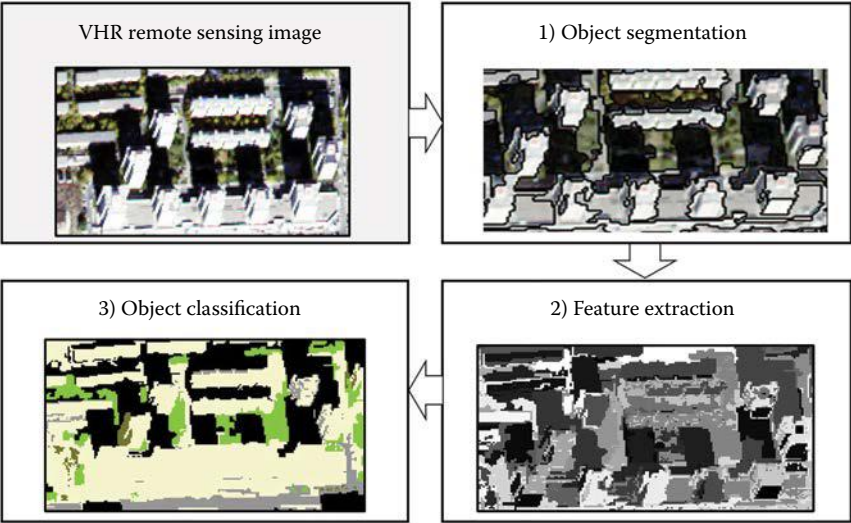 VHR remote sensing image
1) Object segmentation
2) Feature extraction
3) Object classification